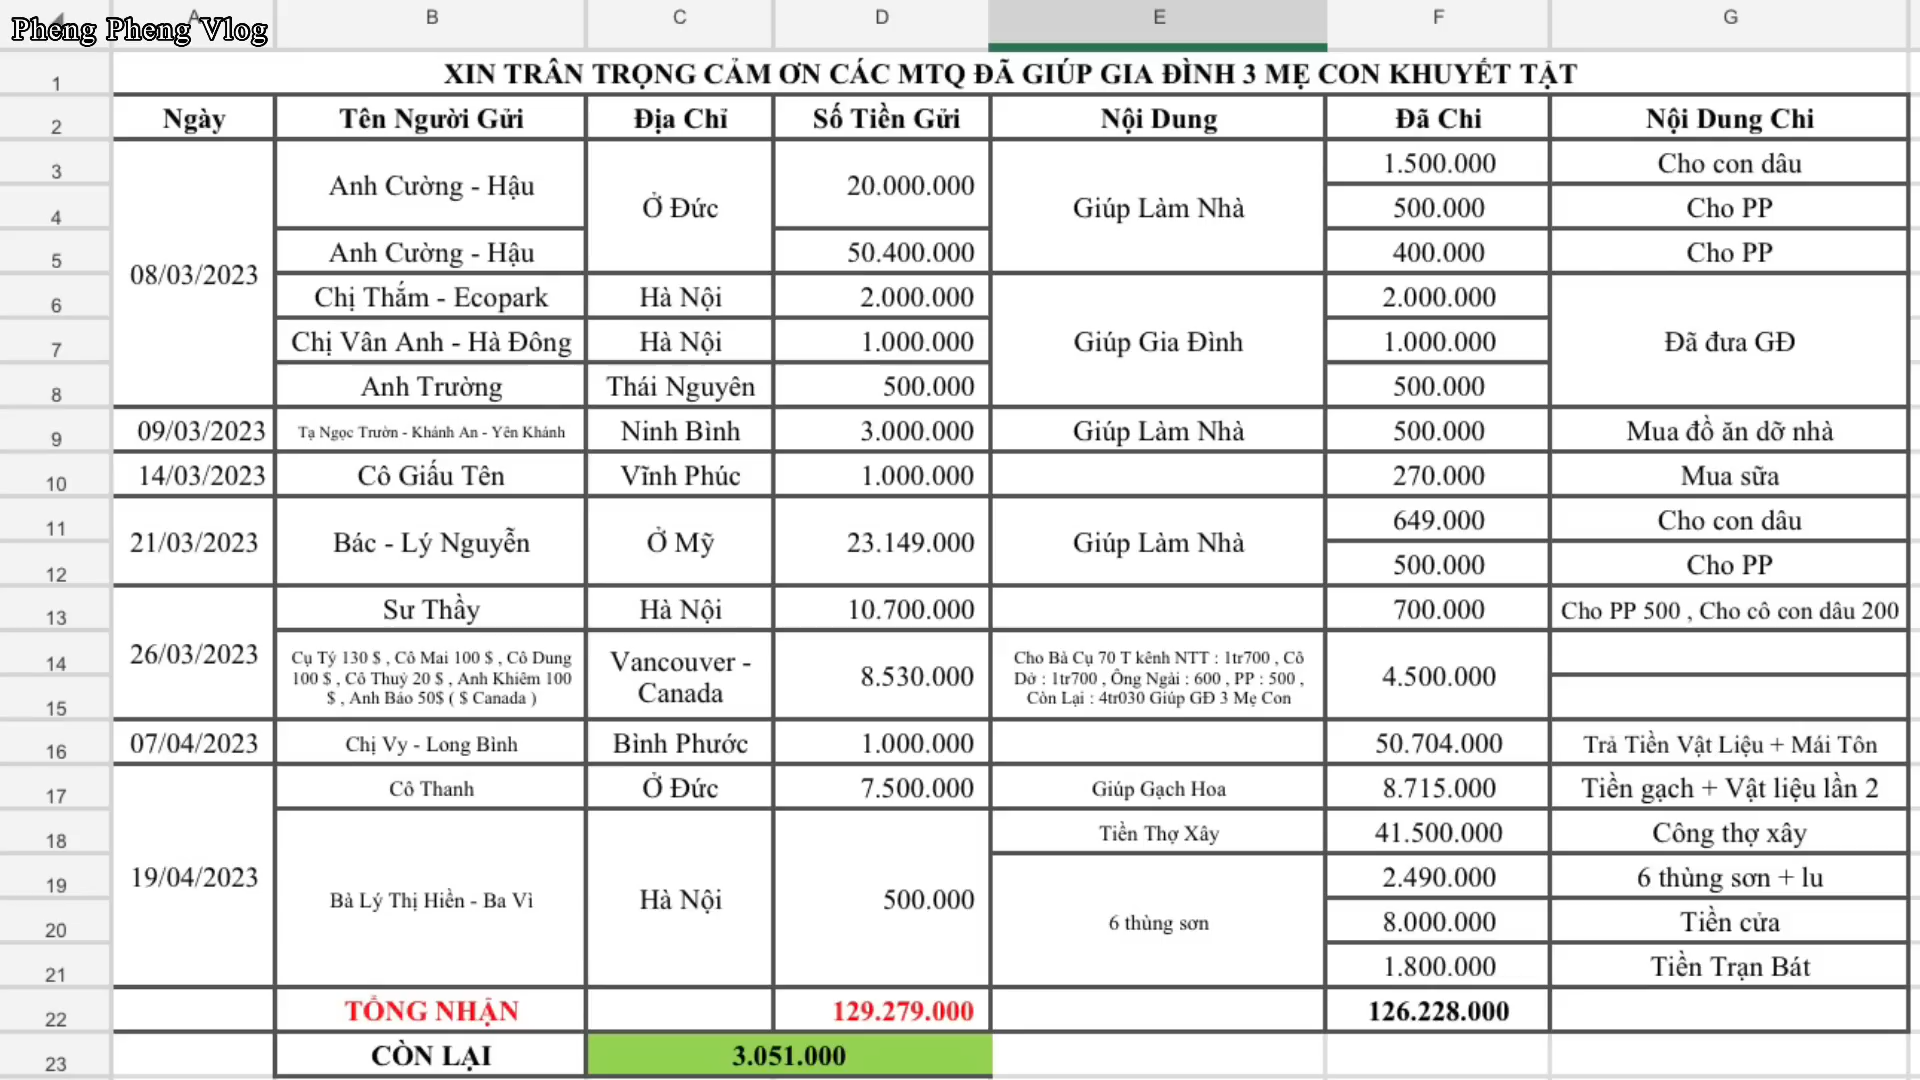 Pheng Pheng Vlog
A B C D E F G
1 XIN TRÂN TRỌNG CẢM ƠN CÁC MTQ ĐÃ GIÚP GIA ĐÌNH 3 MẸ CON KHUYẾT TẬT
2 Ngày Tên Người Gửi Địa Chỉ Số Tiền Gửi Nội Dung Đã Chi Nội Dung Chi
3 1.500.000 Cho con dâu
Anh Cường - Hậu 20.000.000
4 Ở Đức Giúp Làm Nhà 500.000 Cho PP
5 Anh Cường - Hậu 50.400.000 400.000 Cho PP
08/03/2023
6 Chị Thắm - Ecopark Hà Nội 2.000.000 2.000.000
7 Chị Vân Anh - Hà Đông Hà Nội 1.000.000 Giúp Gia Đình 1.000.000 Đã đưa GĐ
8 Anh Trường Thái Nguyên 500.000 500.000
9 09/03/2023 Tạ Ngọc Trườn - Khánh An - Yên Khánh Ninh Bình 3.000.000 Giúp Làm Nhà 500.000 Mua đồ ăn dỡ nhà
10 14/03/2023 Cô Giấu Tên Vĩnh Phúc 1.000.000 270.000 Mua sữa
11 649.000 Cho con dâu
21/03/2023 Bác - Lý Nguyễn Ở Mỹ 23.149.000 Giúp Làm Nhà
12 500.000 Cho PP
13 Sư Thầy Hà Nội 10.700.000 700.000 Cho PP 500 , Cho cô con dâu 200
26/03/2023
14 Cụ Tý 130 $ , Cô Mai 100 $ , Cô Dung Vancouver - Cho Bà Cụ 70 T kênh NTT : 1tr700 , Cô
100 $ , Cô Thuỷ 20 $ , Anh Khiêm 100 8.530.000 Dở : 1tr700 , Ông Ngải : 600 , PP : 500 , 4.500.000
15 $ , Anh Bảo 50$ ( $ Canada ) Canada Còn Lại : 4tr030 Giúp GĐ 3 Mẹ Con
16 07/04/2023 Chị Vy - Long Bình Bình Phước 1.000.000 50.704.000 Trả Tiền Vật Liệu + Mái Tôn
17 Cô Thanh Ở Đức 7.500.000 Giúp Gạch Hoa 8.715.000 Tiền gạch + Vật liệu lần 2
18 Tiền Thợ Xây 41.500.000 Công thợ xây
19 19/04/2023 2.490.000 6 thùng sơn + lu
Bà Lý Thị Hiền - Ba Vì Hà Nội 500.000
20 6 thùng sơn 8.000.000 Tiền cửa
21 1.800.000 Tiền Trạn Bát
22 TỔNG NHẬN 129.279.000 126.228.000
23 CÒN LẠI 3.051.000